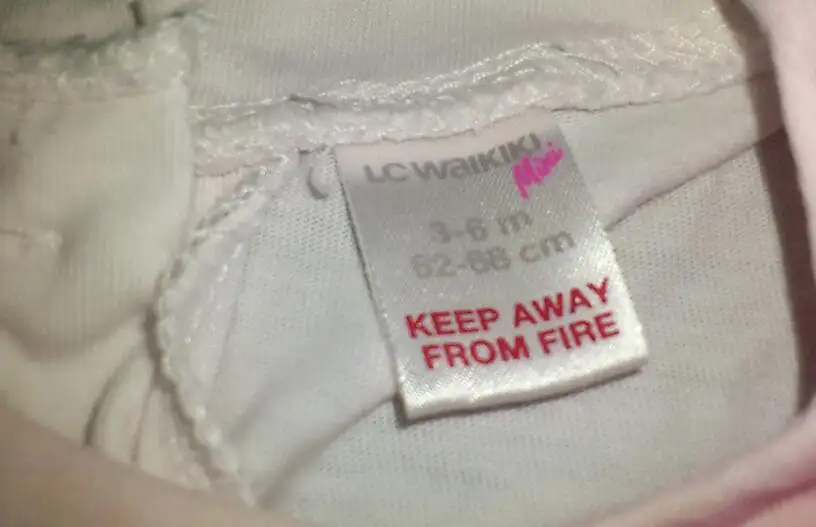 LC WAIKIKI
Mini
3-6 m
62-68 cm
KEEP AWAY
FROM FIRE